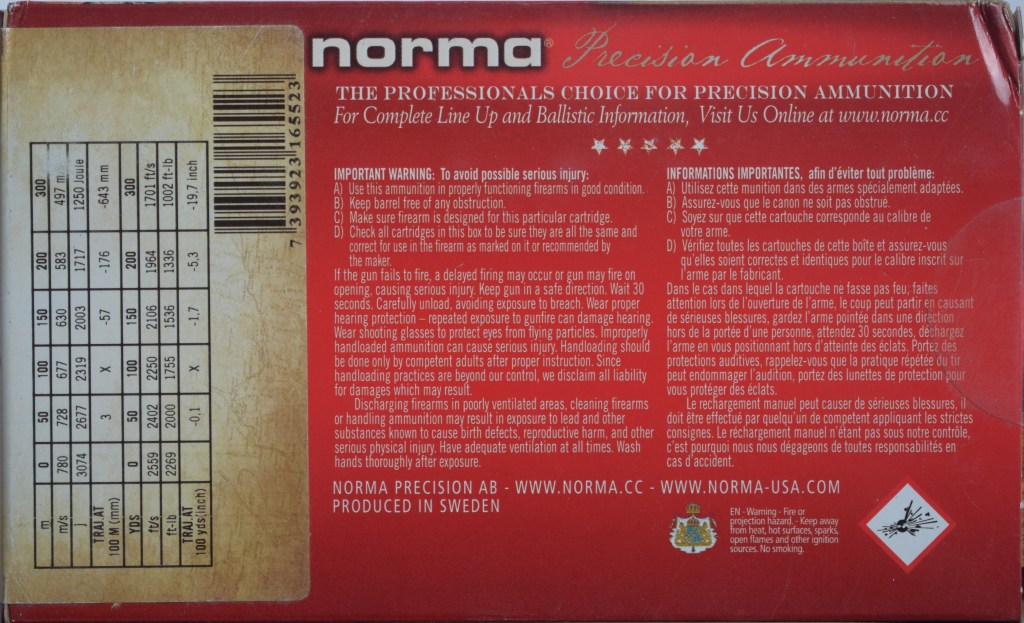 norma® Precision Ammunition
THE PROFESSIONALS CHOICE FOR PRECISION AMMUNITION
For Complete Line Up and Ballistic Information, Visit Us Online at www.norma.cc
IMPORTANT WARNING: To avoid possible serious injury:
A) Use this ammunition in properly functioning firearms in good condition.
B) Keep barrel free of any obstruction.
C) Make sure firearm is designed for this particular cartridge.
D) Check all cartridges in this box to be sure they are all the same and
correct for use in the firearm as marked on it or recommended by
the maker.
If the gun fails to fire, a delayed firing may occur or gun may fire on
opening, causing serious injury. Keep gun in a safe direction. Wait 30
seconds. Carefully unload, avoiding exposure to breach. Wear proper
hearing protection – repeated exposure to gunfire can damage hearing.
Wear shooting glasses to protect eyes from flying particles. Improperly
handloaded ammunition can cause serious injury. Handloading should
be done only by competent adults after proper instruction. Since
handloading practices are beyond our control, we disclaim all liability
for damages which may result.
Discharging firearms in poorly ventilated areas, cleaning firearms
or handling ammunition may result in exposure to lead and other
substances known to cause birth defects, reproductive harm, and other
serious physical injury. Have adequate ventilation at all times. Wash
hands thoroughly after exposure.
INFORMATIONS IMPORTANTES, afin d'éviter tout problème:
A) Utilisez cette munition dans des armes spécialement adaptées.
B) Assurez-vous que le canon ne soit pas obstrué.
C) Soyez sur que cette cartouche corresponde au calibre de
votre arme.
D) Vérifiez toutes les cartouches de cette boîte et assurez-vous
qu'elles soient correctes et identiques pour le calibre inscrit sur
l'arme par le fabricant.
Dans le cas dans lequel la cartouche ne fasse pas feu, faites
attention lors de l'ouverture de l'arme, le coup peut partir en causant
de sérieuses blessures, gardez l'arme pointée dans une direction
hors de la portée d'une personne, attendez 30 secondes, déchargez
l'arme en vous positionnant hors d'atteinte des éclats. Portez des
protections auditives, rappelez-vous que la pratique répétée du tir
peut endommager l'audition, portez des lunettes de protection pour
vous protéger des éclats.
Le rechargement manuel peut causer de sérieuses blessures, il
doit être effectué par quelqu'un de competent appliquant les strictes
consignes. Le réchargement manuel n'étant pas sous notre contrôle,
c'est pourquoi nous nous dégageons de toutes responsabilités en
cas d'accident.
NORMA PRECISION AB - WWW.NORMA.CC - WWW.NORMA-USA.COM
PRODUCED IN SWEDEN
EN - Warning - Fire or
projection hazard. - Keep away
from heat, hot surfaces, sparks,
open flames and other ignition
sources. No smoking.
7 393923 165523
m 0 50 100 150 200 300
m/s 780 728 677 630 583 497 m
j 3074 2677 2319 2003 1717 1250 Joule
TRAJ. AT
100 M (mm) 3 X -57 -176 -643 mm
YDS 0 50 100 150 200 300
ft/s 2559 2402 2250 2106 1964 1701 ft/s
ft-lb 2269 2000 1755 1536 1336 1002 ft-lb
TRAJ. AT
100 yds.(inch) -0,1 X -1,7 -5,3 -19,7 inch